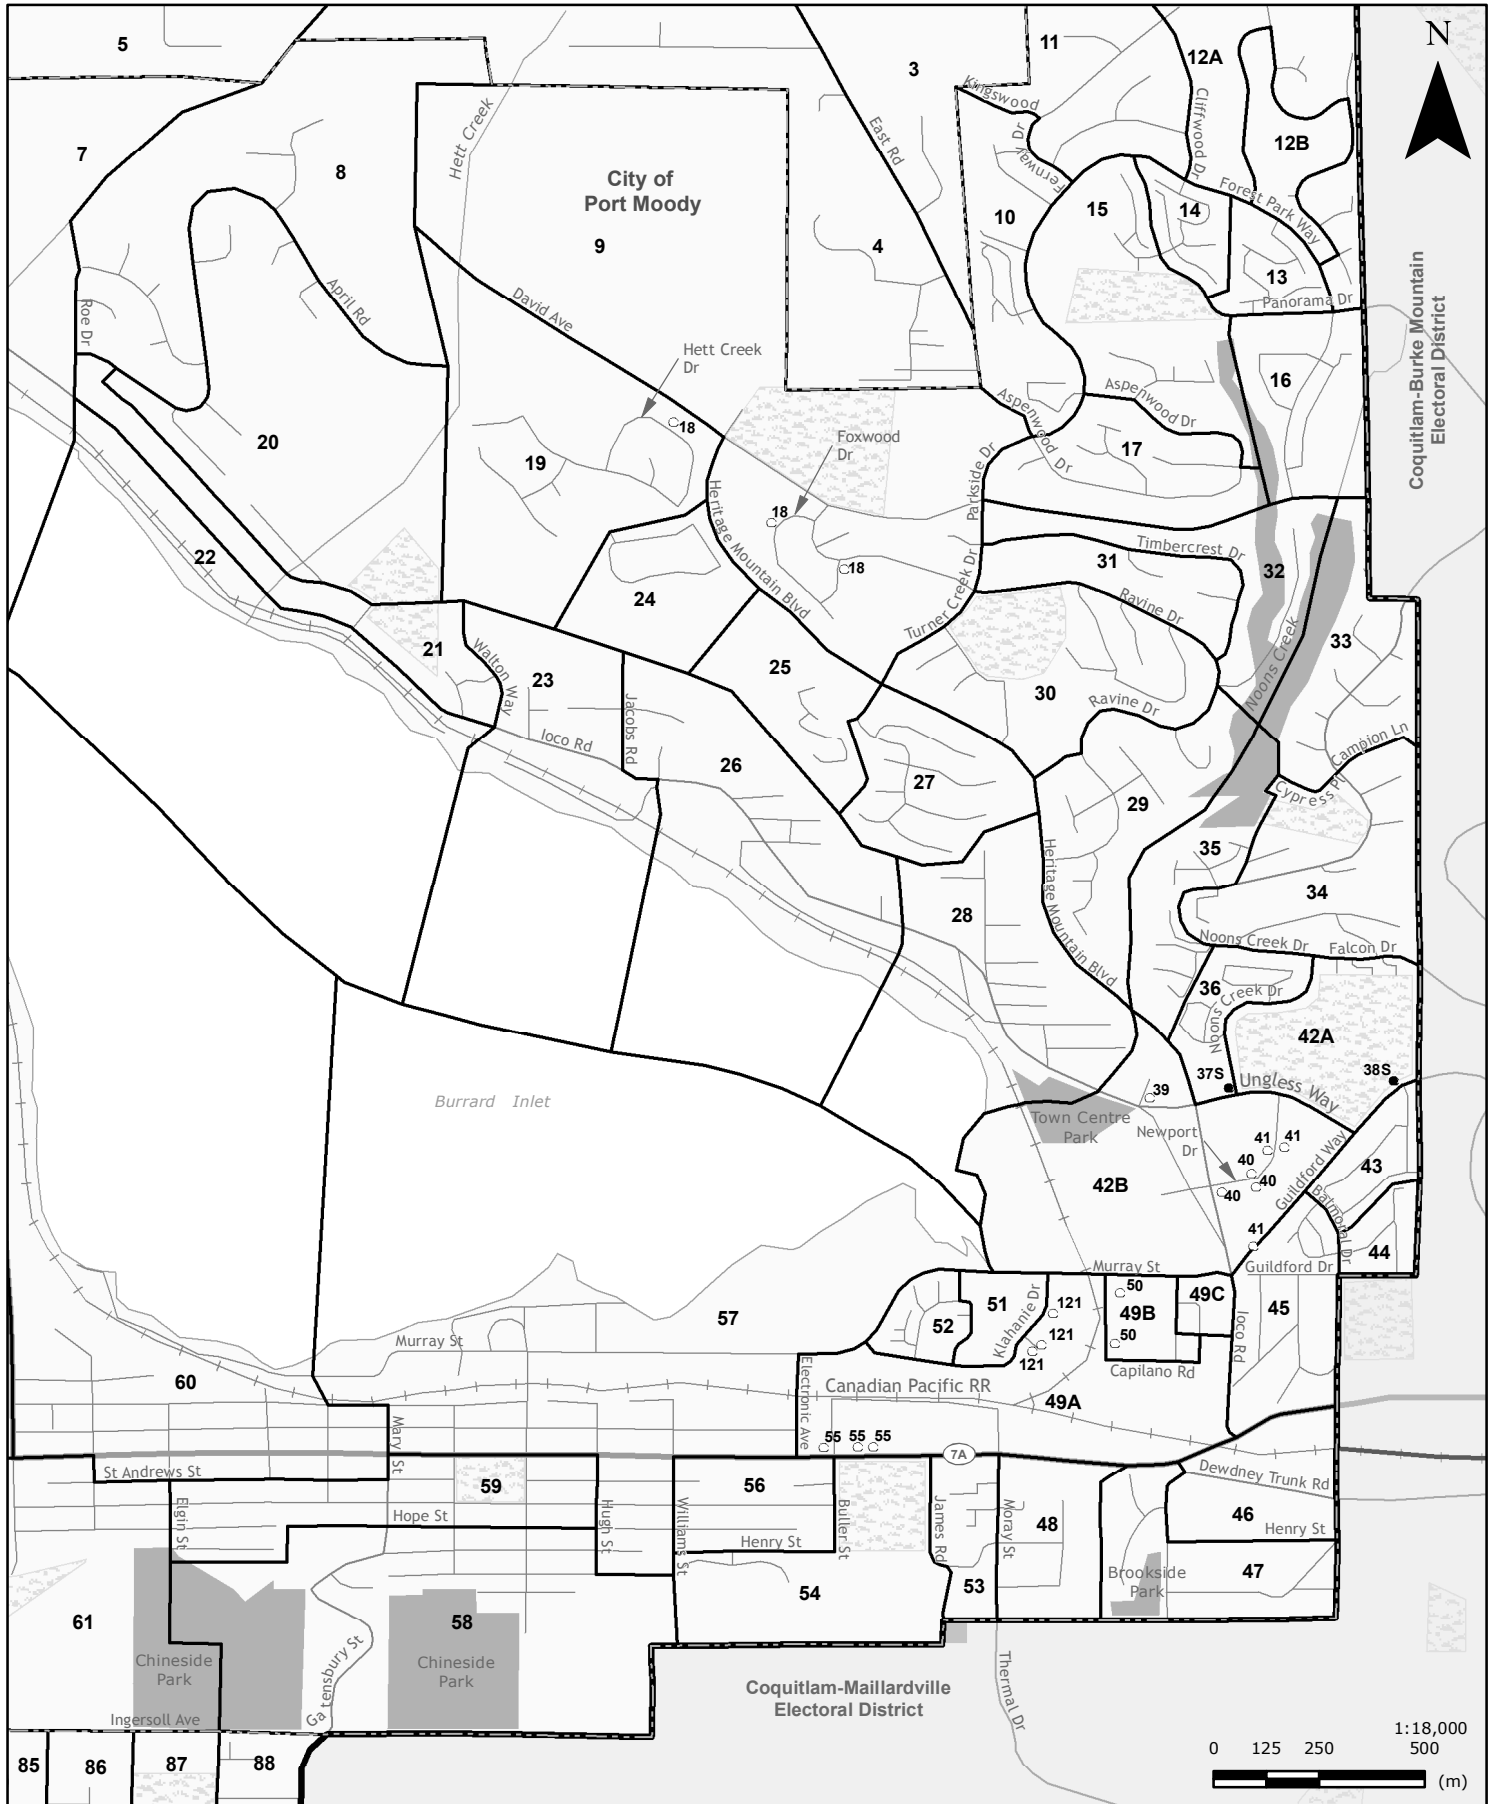 5
11
N
3
12A
Kingswood
Dr
Hett Creek
East Rd
Cliffwood Dr
12B
7
8
City of
Port Moody
Fernway
Forest Park Way
10
15
14
9
4
13
Panorama Dr
Roe Dr
April Rd
David Ave
Coquitlam-Burke Mountain
Electoral District
Hett Creek
Dr
16
Aspenwood Dr
Aspenwood Dr
18
Foxwood
Dr
20
19
17
Parkside Dr
Heritage Mountain Blvd
18
18
Timbercrest Dr
22
31
32
24
Turner Creek Dr
Ravine Dr
21
Walton Way
23
25
33
Noons Creek
30
Jacobs Rd
Ravine Dr
Ioco Rd
Campion Ln
26
27
Cypress Pl
29
35
Heritage Mountain Blvd
34
28
Noons Creek Dr
Falcon Dr
36
Noons Creek Dr
42A
37S
Ungless Way
38S
39
Burrard Inlet
Town Centre
Park
Newport
Dr
41
41
40
40
40
43
Guildford Way
42B
Balmoral Dr
41
44
Murray St
Guildford Dr
50
49C
51
121
49B
45
57
Klahanie Dr
52
Ioco Rd
Murray St
121
50
121
Capilano Rd
60
Electronic Ave
Canadian Pacific RR
49A
Mary St
55
55
55
7A
St Andrews St
Dewdney Trunk Rd
59
56
Elgin St
Hope St
Hugh St
Williams St
Buller St
James Rd
Moray St
48
46
Henry St
Henry St
Brookside
Park
47
53
54
61
58
Chineside
Park
Chineside
Park
Gatensbury St
Coquitlam-Maillardville
Electoral District
Thermal Dr
Ingersoll Ave
1:18,000
0 125 250 500
(m)
85
86
87
88